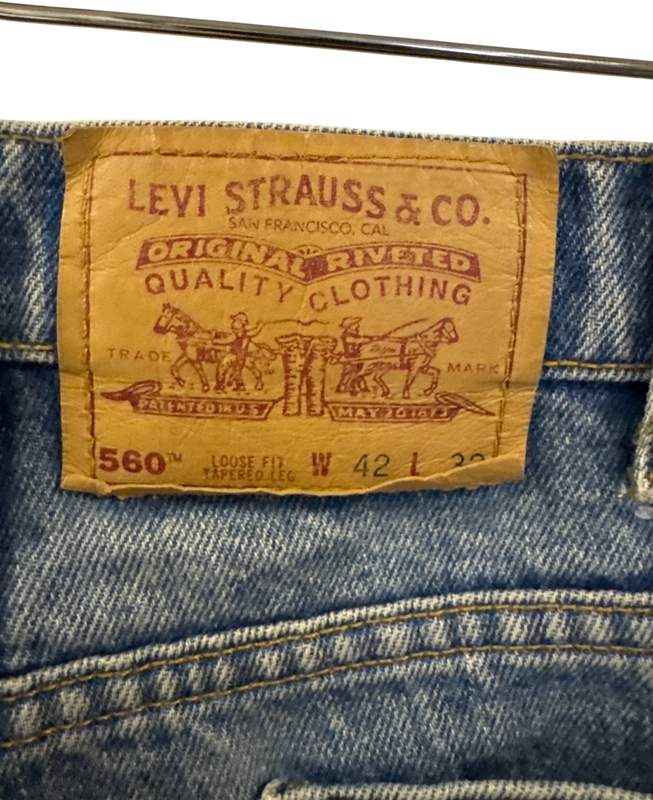 LEVI STRAUSS & CO.
SAN FRANCISCO, CAL
ORIGINAL RIVETED
QUALITY CLOTHING
TRADE MARK
PATENTED IN U.S. MAY 20 1873
560™ LOOSE FIT W 42 L
TAPERED LEG